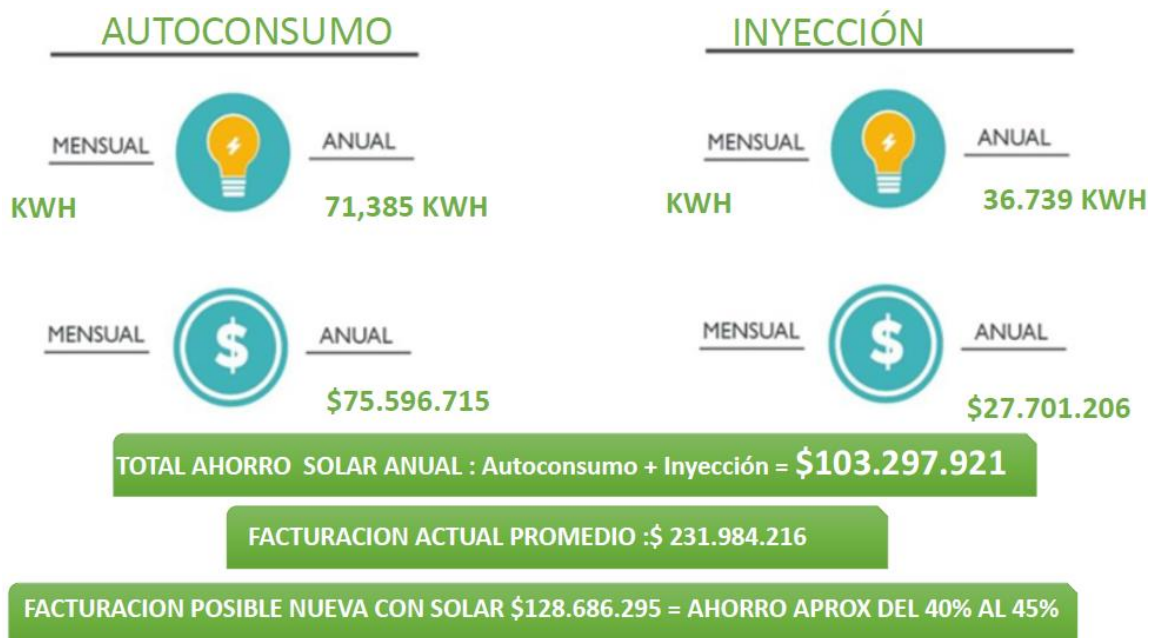 AUTOCONSUMO
MENSUAL
ANUAL
KWH
71,385 KWH
MENSUAL
$
ANUAL
$75.596.715
INYECCIÓN
MENSUAL
ANUAL
KWH
36.739 KWH
MENSUAL
$
ANUAL
$27.701.206
TOTAL AHORRO SOLAR ANUAL : Autoconsumo + Inyección = $103.297.921
FACTURACION ACTUAL PROMEDIO :$ 231.984.216
FACTURACION POSIBLE NUEVA CON SOLAR $128.686.295 = AHORRO APROX DEL 40% AL 45%